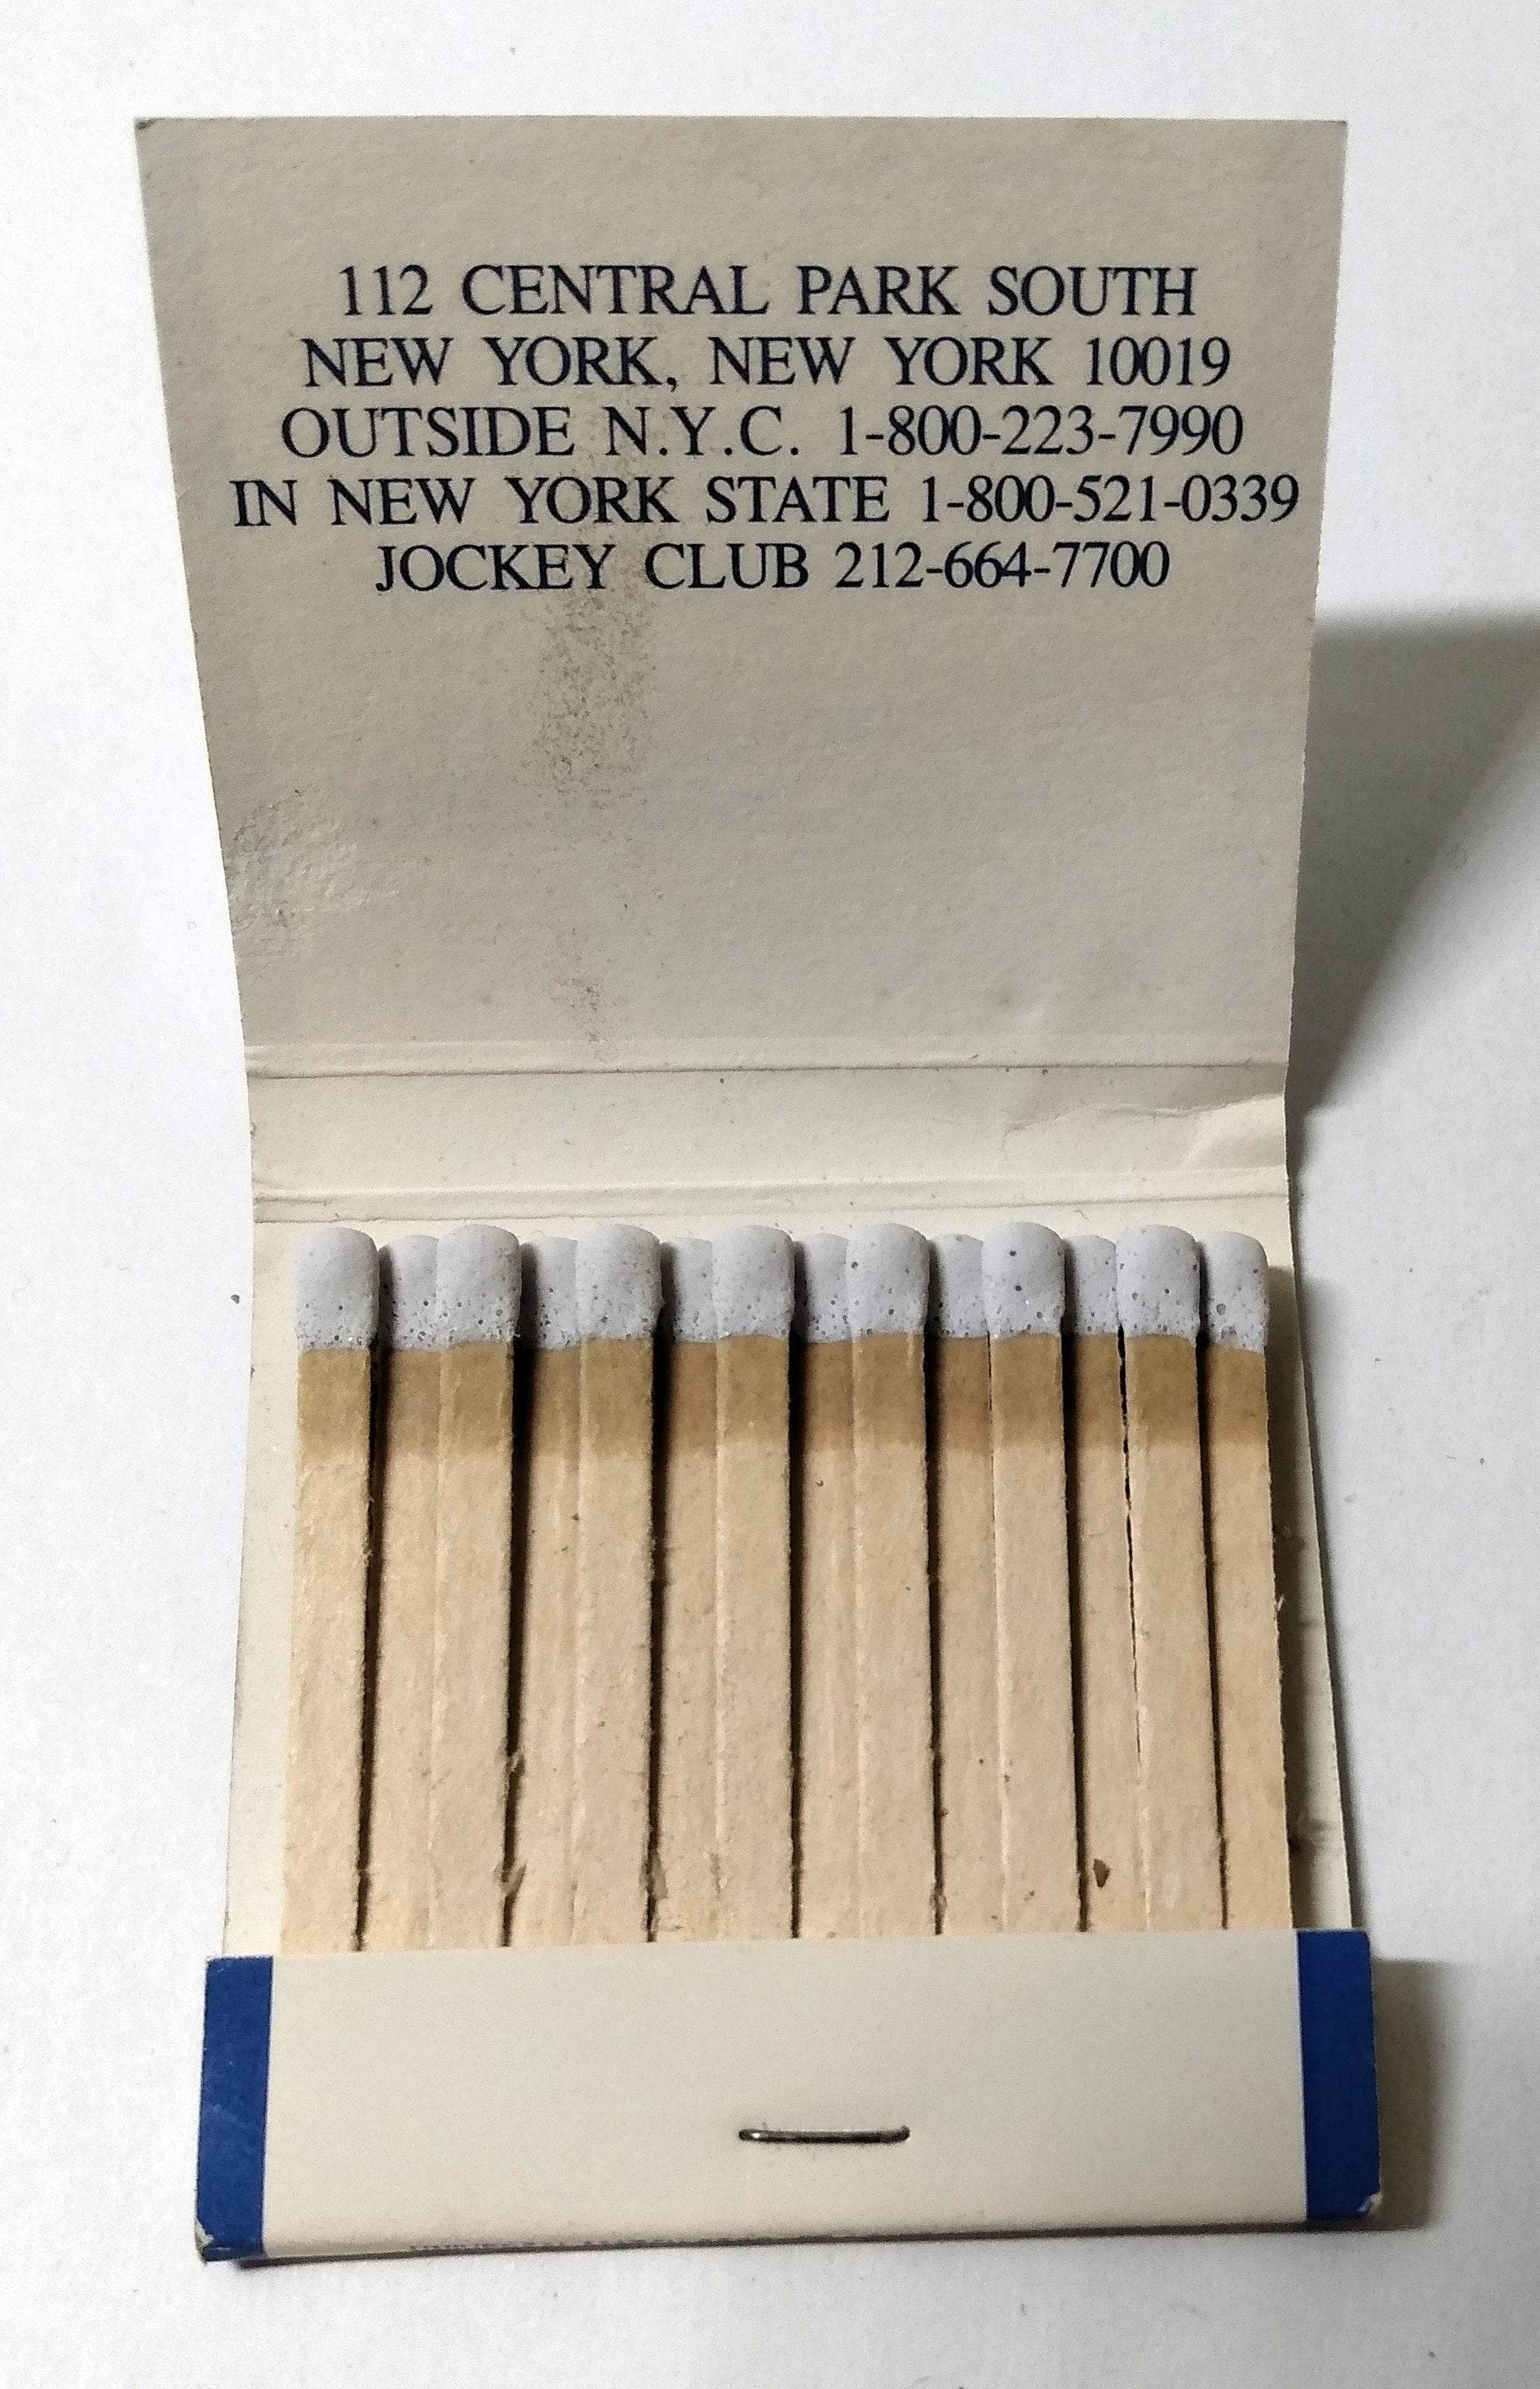 112 CENTRAL PARK SOUTH
NEW YORK, NEW YORK 10019
OUTSIDE N.Y.C. 1-800-223-7990
IN NEW YORK STATE 1-800-521-0339
JOCKEY CLUB 212-664-7700